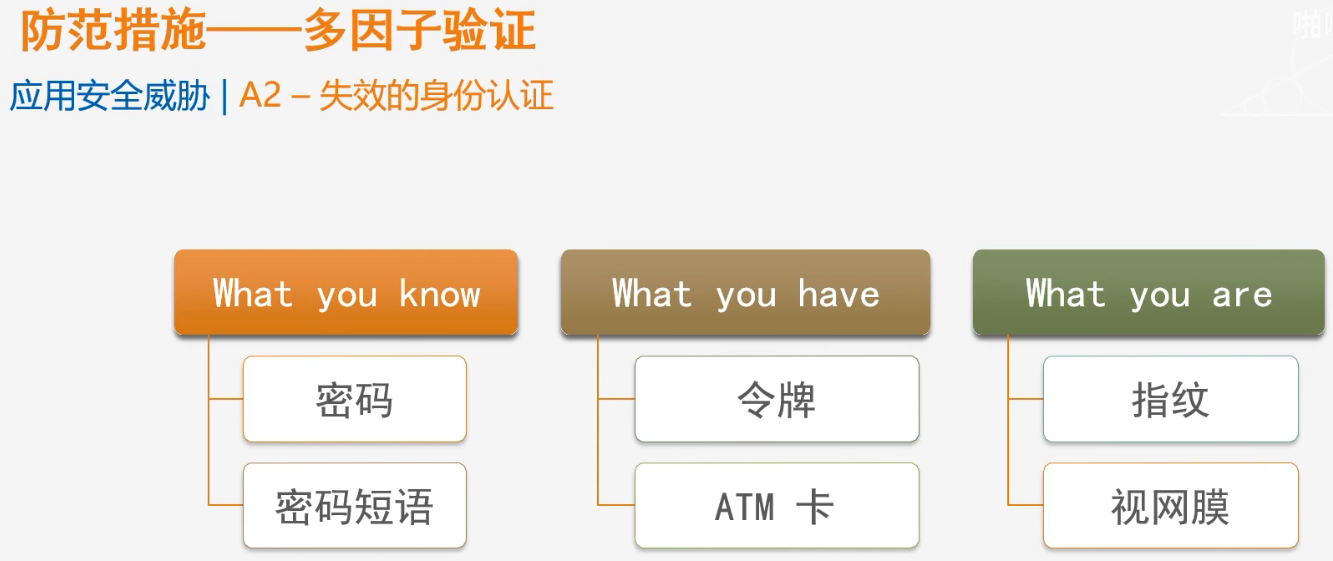 防范措施——多因子验证
应用安全威胁 | A2 – 失效的身份认证
What you know
密码
密码短语
What you have
令牌
ATM 卡
What you are
指纹
视网膜